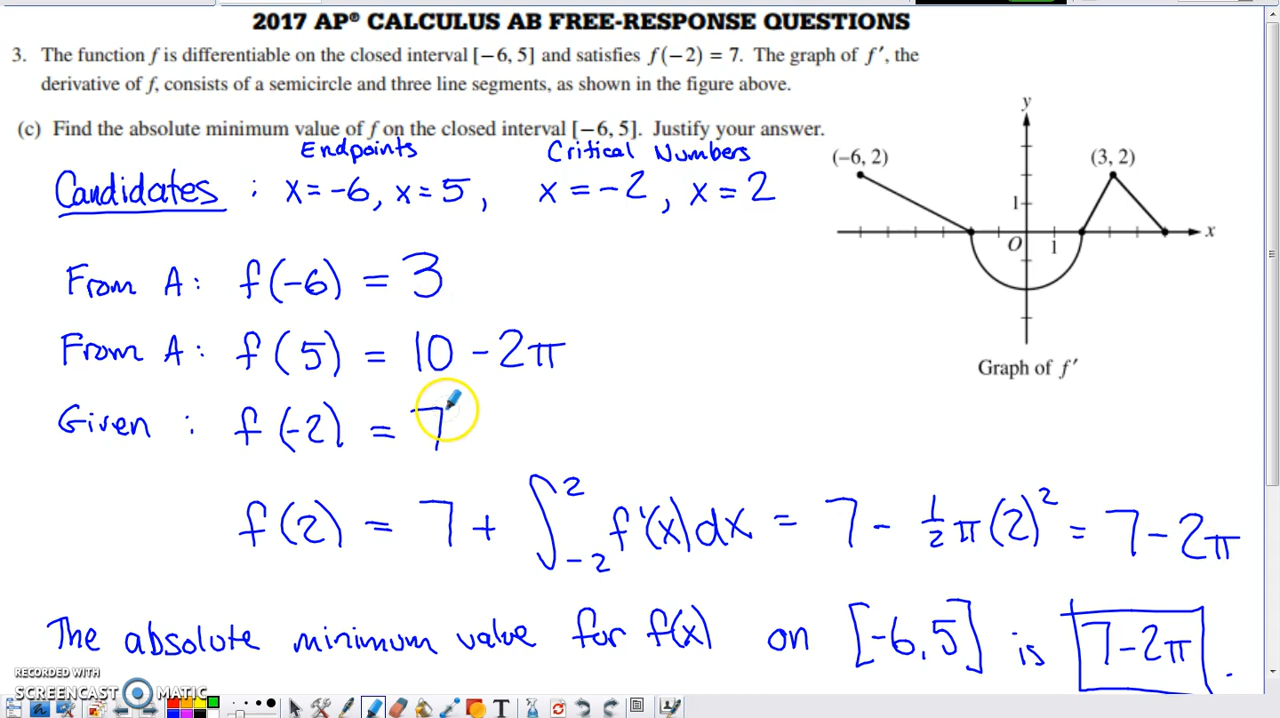 2017 AP® CALCULUS AB FREE-RESPONSE QUESTIONS
3. The function f is differentiable on the closed interval [−6, 5] and satisfies f(−2) = 7. The graph of f′, the
derivative of f, consists of a semicircle and three line segments, as shown in the figure above.
(c) Find the absolute minimum value of f on the closed interval [−6, 5]. Justify your answer.
Endpoints Critical Numbers
Candidates : x=-6, x=5, x=-2, x=2
From A: f(-6) = 3
From A: f(5) = 10 - 2π
Given : f(-2) = 7
f(2) = 7 + ∫_{-2}^{2} f'(x)dx = 7 - ½π(2)² = 7-2π
The absolute minimum value for f(x) on [-6,5] is 7-2π.
y
(−6, 2)
(3, 2)
1
O
1
x
Graph of f′
RECORDED WITH
SCREENCAST MATIC
T